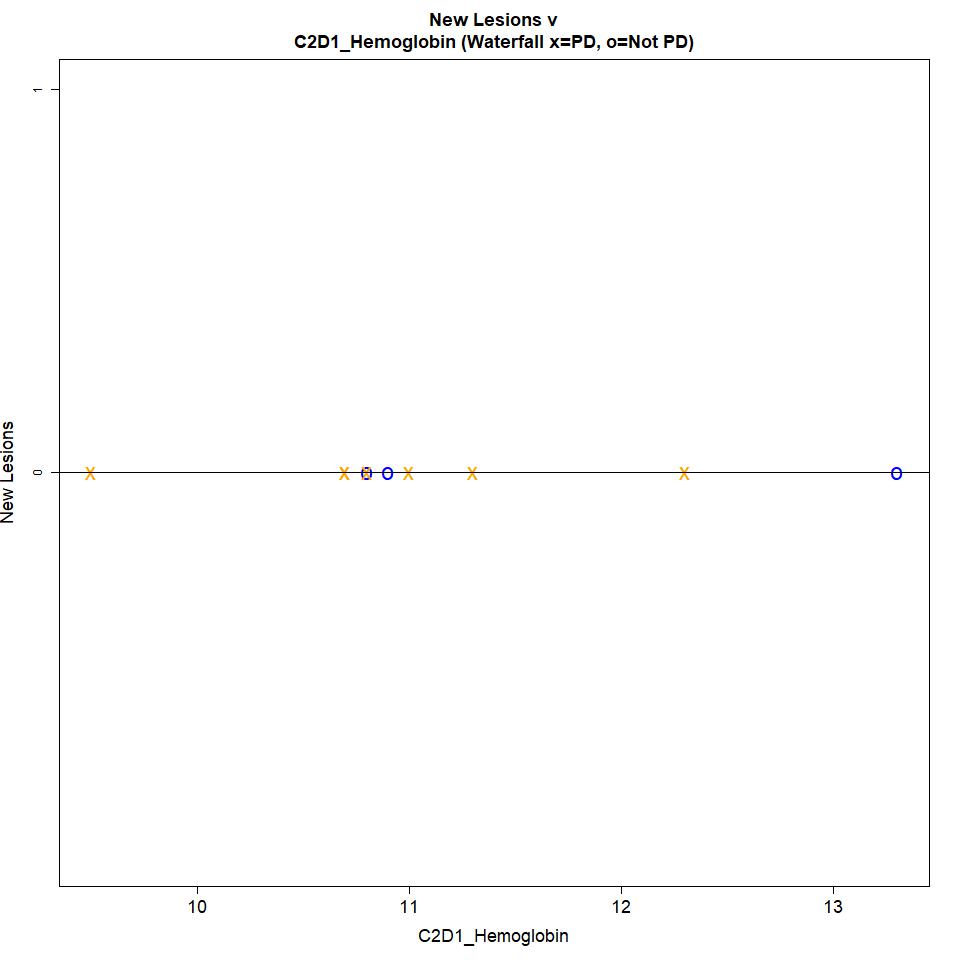 New Lesions v
C2D1_Hemoglobin (Waterfall x=PD, o=Not PD)
1
0
New Lesions
x x x o o x x x o
10 11 12 13
C2D1_Hemoglobin